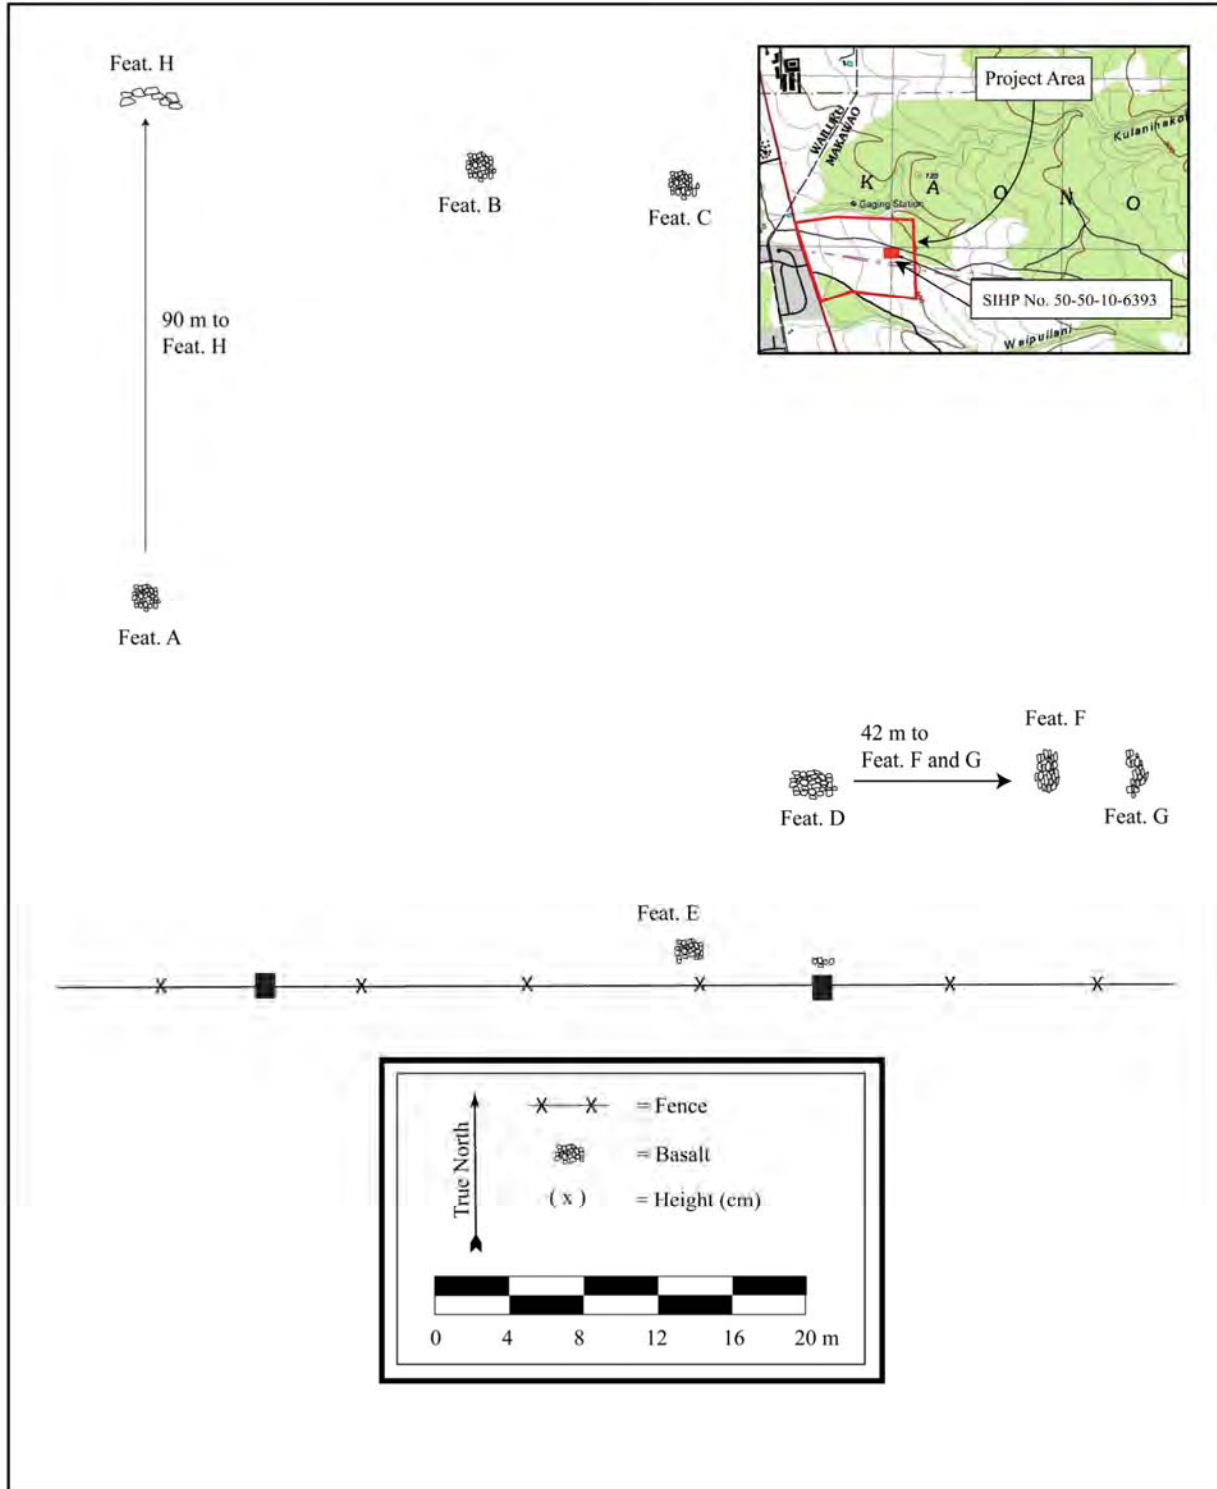 Feat. H
Feat. B
Feat. C
90 m to
Feat. H
Feat. A
Project Area
WAILUKU
MAKAWAO
Kulanihakoi
K A O N O
120
Gaging Station
SIHP No. 50-50-10-6393
Waipuilani
Feat. F
42 m to
Feat. F and G
Feat. D
Feat. G
Feat. E
X X X X X X
True North
X X = Fence
= Basalt
( x ) = Height (cm)
0 4 8 12 16 20 m